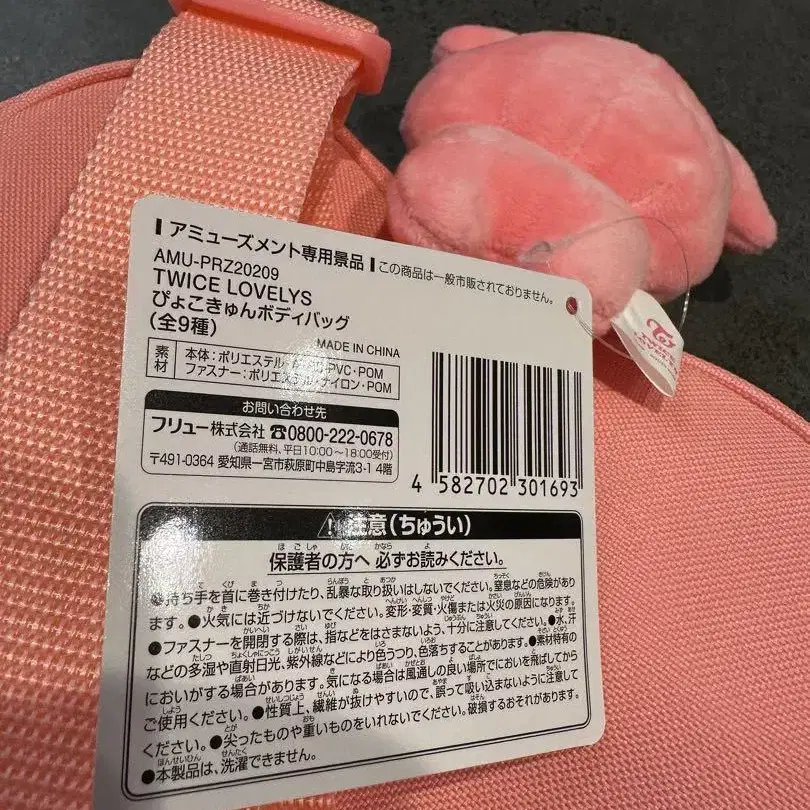 アミューズメント専用景品
この商品は一般市販されておりません。
AMU-PRZ20209
TWICE LOVELYS
ぴょこきゅんボディバッグ
(全9種)
MADE IN CHINA
素材
本体:ポリエステル・ PVC・POM
ファスナー:ポリエステル・ナイロン・POM
お問い合わせ先
フリュー株式会社 ☎0800-222-0678
(通話無料、平日10:00〜18:00受付)
〒491-0364 愛知県一宮市萩原町中島字流3-1 4階
4 582702 301693
注意(ちゅうい)
保護者の方へ 必ずお読みください。
●持ち手を首に巻き付けたり、乱暴な取り扱いはしないでください。窒息などの危険があり
ます。●火気には近づけないでください。変形・変質・火傷または火災の原因になります。
●ファスナーを開閉する際は、指などをはさまないよう、十分に注意してください。●水、汗
などの多湿や直射日光、紫外線などにより色うつり、色落ちすることがあります。●素材特有の
においがする場合があります。気になる場合は風通しの良い場所でにおいを飛ばしてから
ご使用ください。●性質上、繊維が抜けやすいので、誤って吸い込まないように注意して
ください。●尖ったものや重いものをいれないでください。破損するおそれがあります。
●本製品は、洗濯できません。